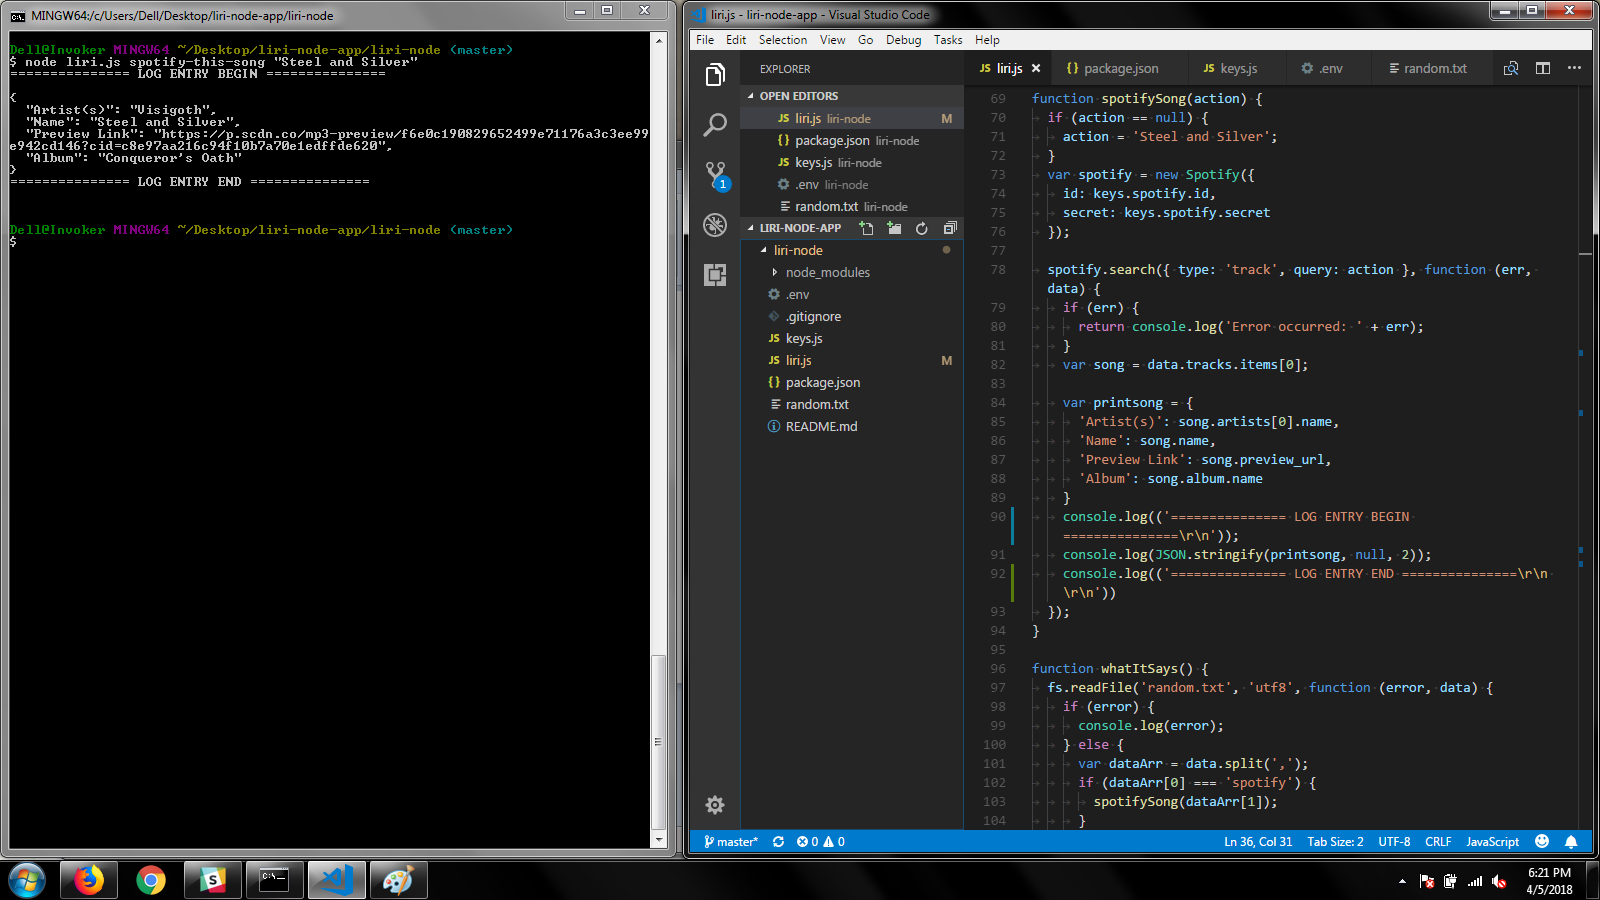 MINGW64:/c/Users/Dell/Desktop/liri-node-app/liri-node
Dell@Invoker MINGW64 ~/Desktop/liri-node-app/liri-node (master)
$ node liri.js spotify-this-song "Steel and Silver"
=============== LOG ENTRY BEGIN ===============
{
"Artist(s)": "Visigoth",
"Name": "Steel and Silver",
"Preview Link": "https://p.scdn.co/mp3-preview/f6e0c190829652499e71176a3c3ee99
e942cd146?cid=c8e97aa216c94f10b7a70e1edffde620",
"Album": "Conqueror's Oath"
}
=============== LOG ENTRY END ===============
Dell@Invoker MINGW64 ~/Desktop/liri-node-app/liri-node (master)
$
liri.js - liri-node-app - Visual Studio Code
File Edit Selection View Go Debug Tasks Help
EXPLORER
OPEN EDITORS
JS liri.js liri-node M
{} package.json liri-node
JS keys.js liri-node
.env liri-node
random.txt liri-node
LIRI-NODE-APP
liri-node
node_modules
.env
.gitignore
JS keys.js
JS liri.js M
{} package.json
random.txt
README.md
1
JS liri.js {} package.json JS keys.js .env random.txt
69 function spotifySong(action) {
70 if (action == null) {
71 action = 'Steel and Silver';
72 }
73 var spotify = new Spotify({
74 id: keys.spotify.id,
75 secret: keys.spotify.secret
76 });
77
78 spotify.search({ type: 'track', query: action }, function (err,
data) {
79 if (err) {
80 return console.log('Error occurred: ' + err);
81 }
82 var song = data.tracks.items[0];
83
84 var printsong = {
85 'Artist(s)': song.artists[0].name,
86 'Name': song.name,
87 'Preview Link': song.preview_url,
88 'Album': song.album.name
89 }
90 console.log(('=============== LOG ENTRY BEGIN
===============\r\n'));
91 console.log(JSON.stringify(printsong, null, 2));
92 console.log(('=============== LOG ENTRY END ===============\r\n
\r\n'))
93 });
94 }
95
96 function whatItSays() {
97 fs.readFile('random.txt', 'utf8', function (error, data) {
98 if (error) {
99 console.log(error);
100 } else {
101 var dataArr = data.split(',');
102 if (dataArr[0] === 'spotify') {
103 spotifySong(dataArr[1]);
104 }
master* 0 0 Ln 36, Col 31 Tab Size: 2 UTF-8 CRLF JavaScript
6:21 PM
4/5/2018